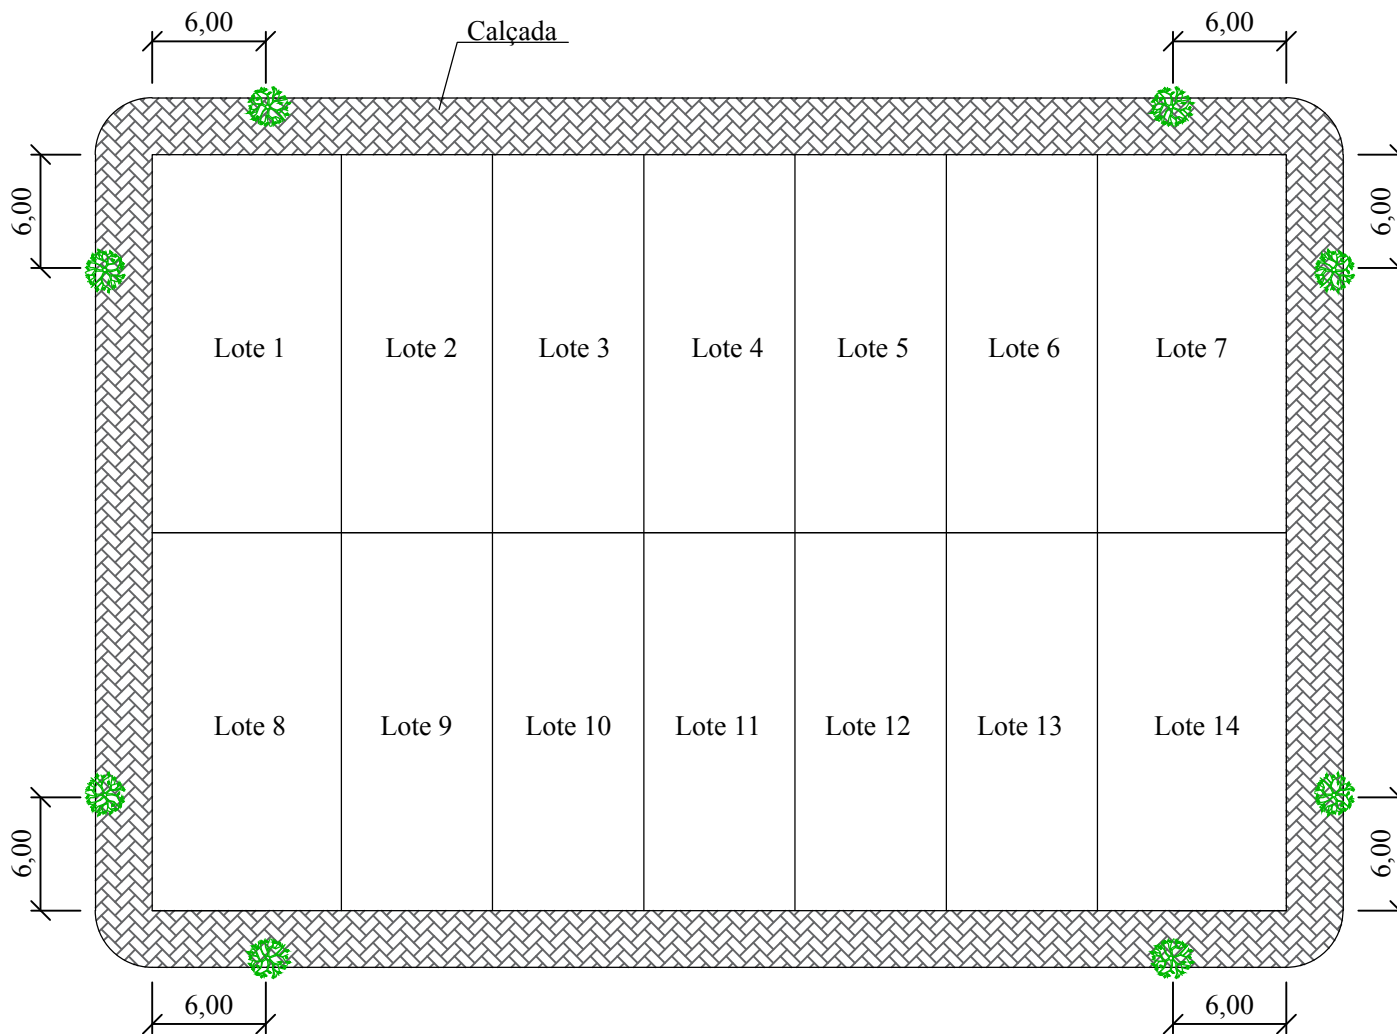 6,00
6,00
Calçada
6,00
6,00
Lote 1
Lote 2
Lote 3
Lote 4
Lote 5
Lote 6
Lote 7
Lote 8
Lote 9
Lote 10
Lote 11
Lote 12
Lote 13
Lote 14
6,00
6,00
6,00
6,00